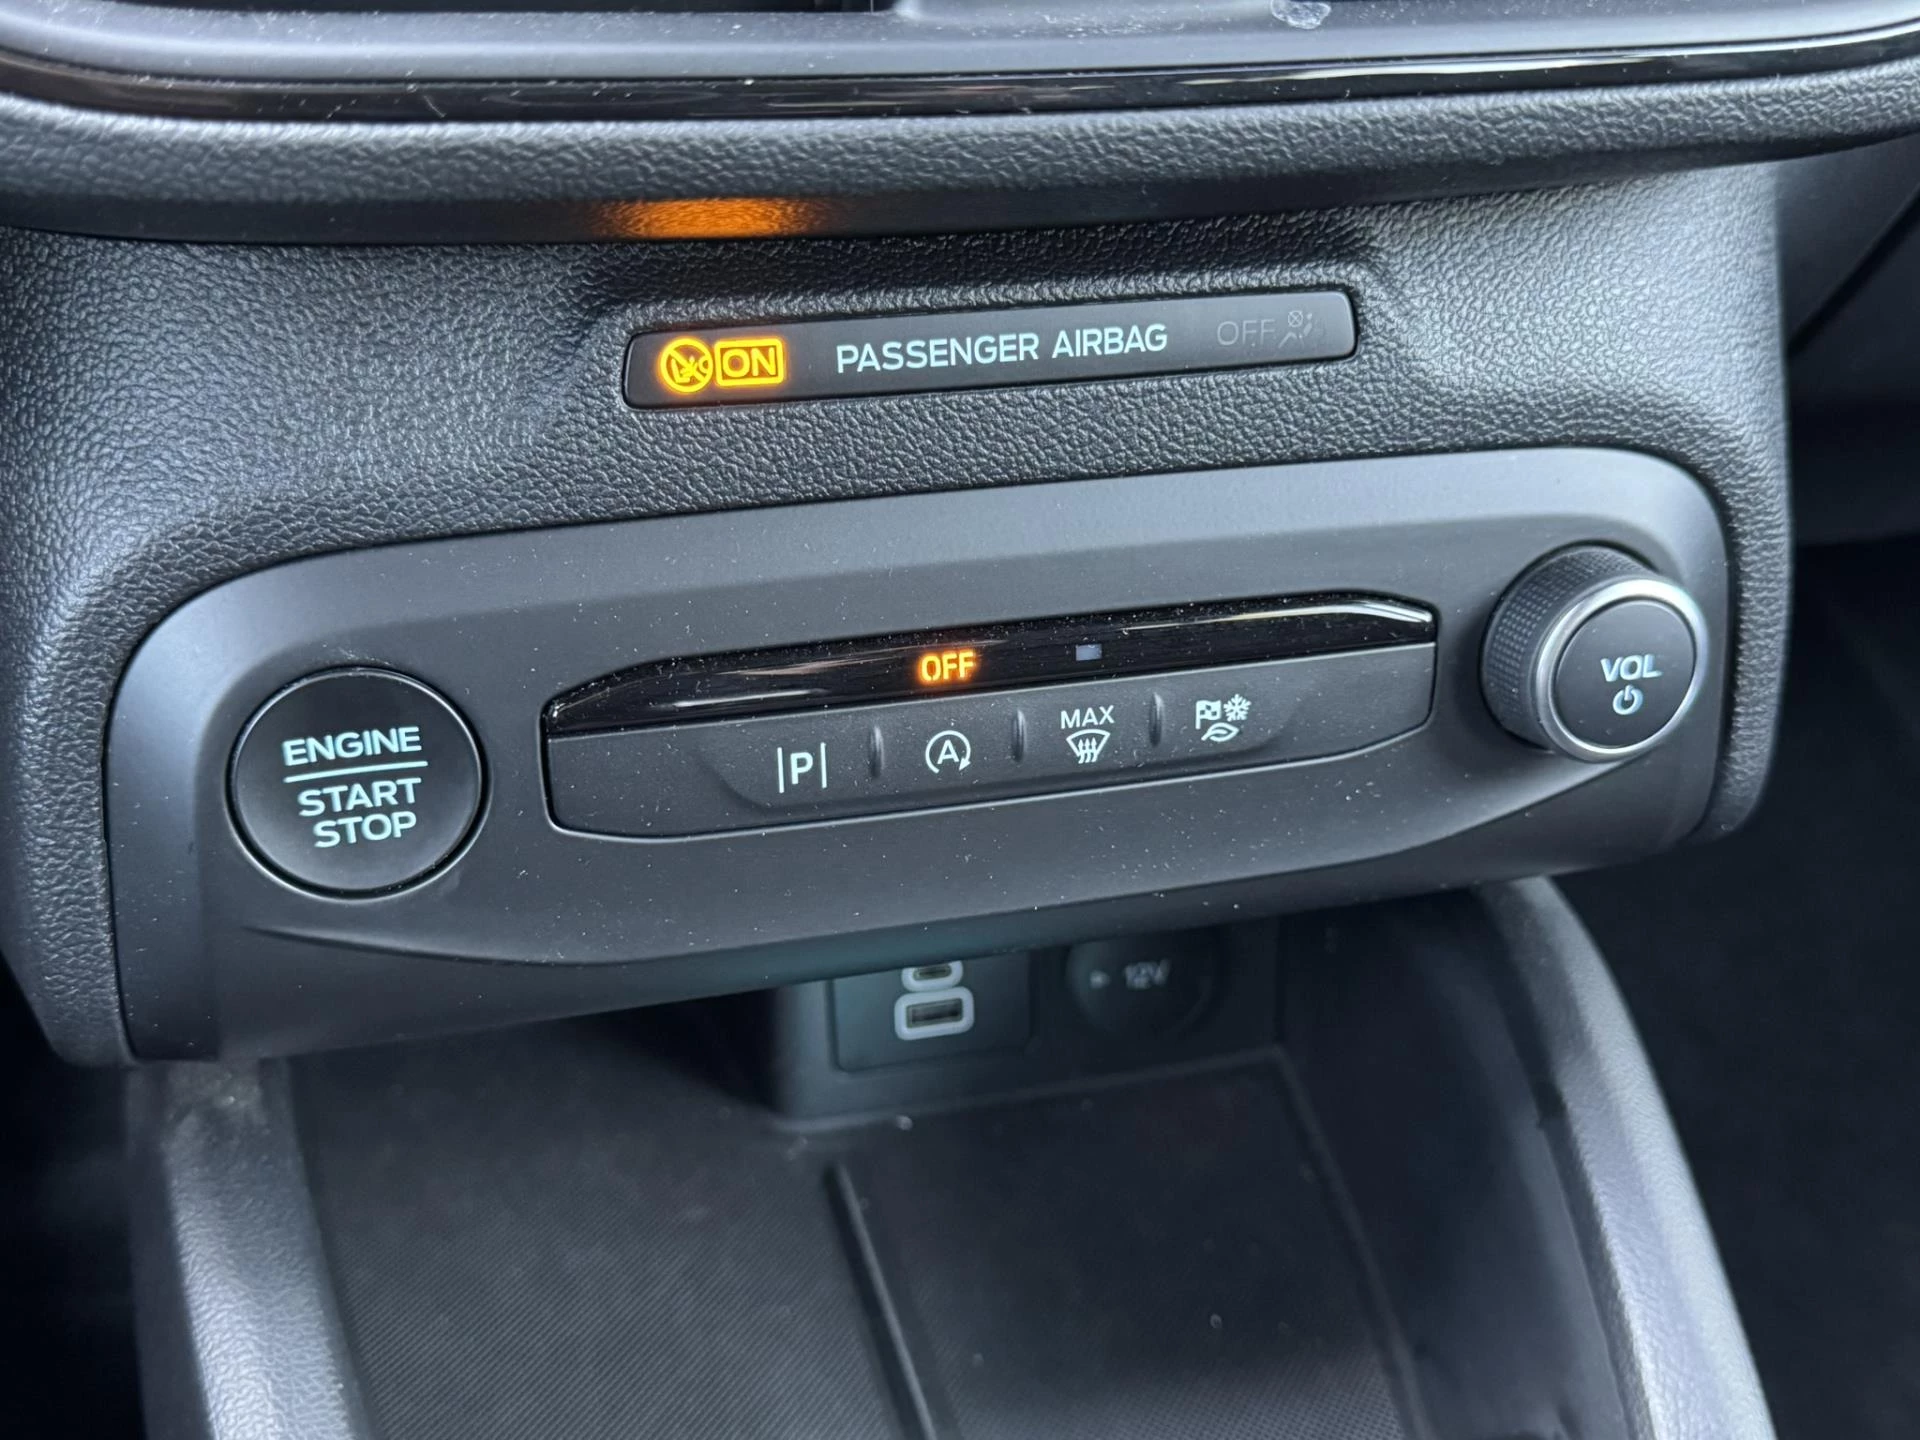 ON PASSENGER AIRBAG OFF
OFF
ENGINE
START
STOP
P
A
MAX
VOL
12V